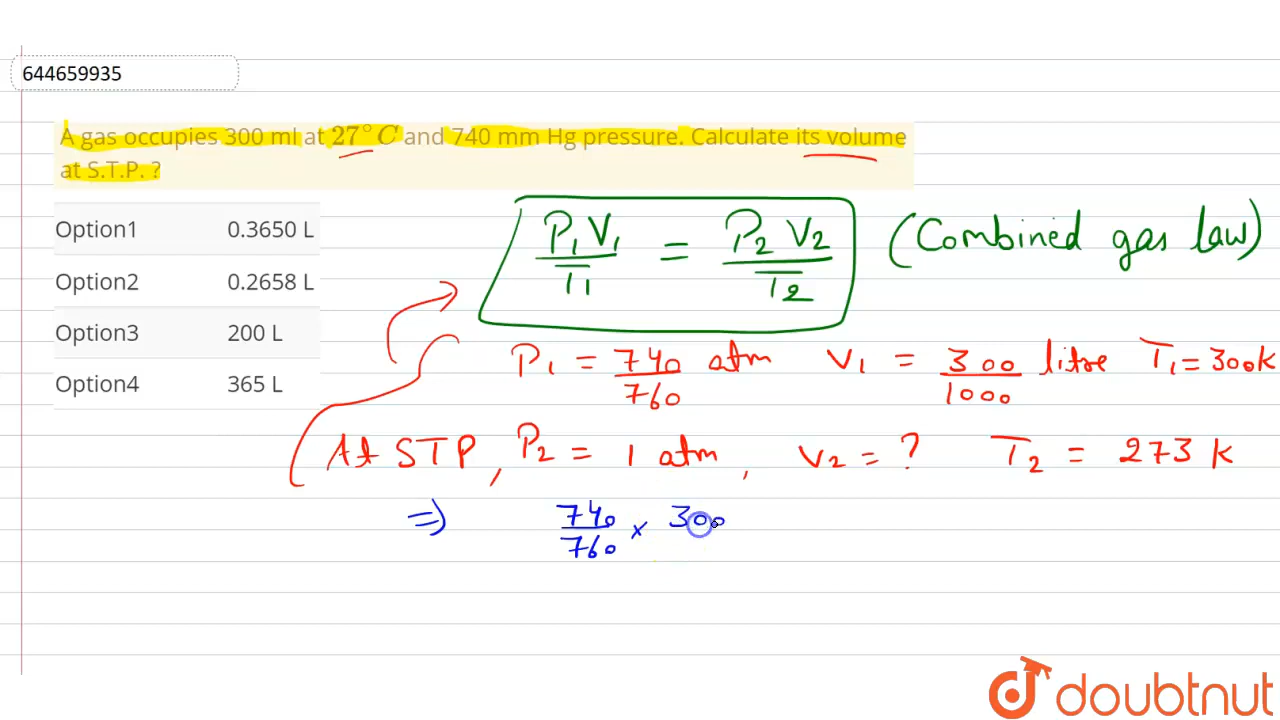 644659935
A gas occupies 300 ml at 27°C and 740 mm Hg pressure. Calculate its volume
at S.T.P. ?
Option1 0.3650 L
Option2 0.2658 L
Option3 200 L
Option4 365 L
P₁V₁/T₁ = P₂V₂/T₂ (Combined gas law)
P₁ = 740/760 atm V₁ = 300/1000 litre T₁ = 300k
At STP, P₂ = 1 atm, V₂ = ? T₂ = 273 k
⇒ 740/760 × 300
doubtnut